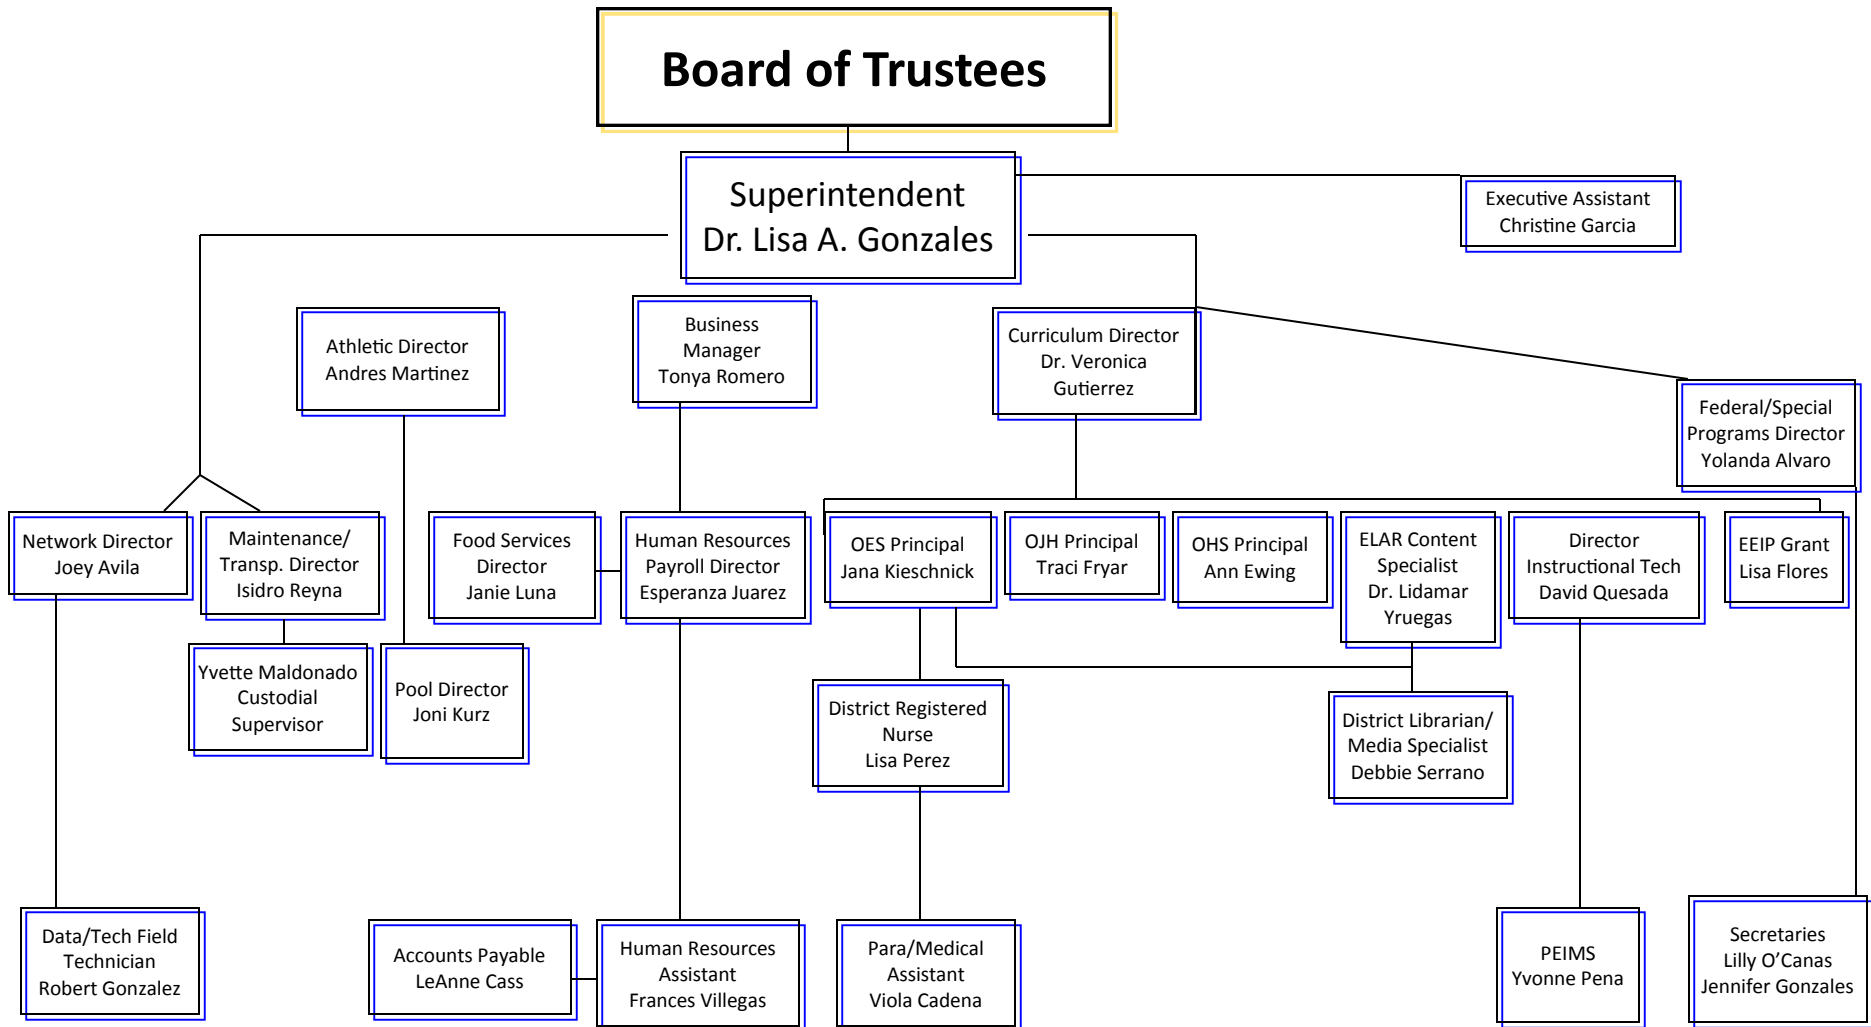 Board of Trustees
Superintendent
Dr. Lisa A. Gonzales
Executive Assistant
Christine Garcia
Athletic Director
Andres Martinez
Business
Manager
Tonya Romero
Curriculum Director
Dr. Veronica
Gutierrez
Federal/Special
Programs Director
Yolanda Alvaro
Network Director
Joey Avila
Maintenance/
Transp. Director
Isidro Reyna
Food Services
Director
Janie Luna
Human Resources
Payroll Director
Esperanza Juarez
OES Principal
Jana Kieschnick
OJH Principal
Traci Fryar
OHS Principal
Ann Ewing
ELAR Content
Specialist
Dr. Lidamar
Yruegas
Director
Instructional Tech
David Quesada
EEIP Grant
Lisa Flores
Yvette Maldonado
Custodial
Supervisor
Pool Director
Joni Kurz
District Registered
Nurse
Lisa Perez
District Librarian/
Media Specialist
Debbie Serrano
Data/Tech Field
Technician
Robert Gonzalez
Accounts Payable
LeAnne Cass
Human Resources
Assistant
Frances Villegas
Para/Medical
Assistant
Viola Cadena
PEIMS
Yvonne Pena
Secretaries
Lilly O’Canas
Jennifer Gonzales